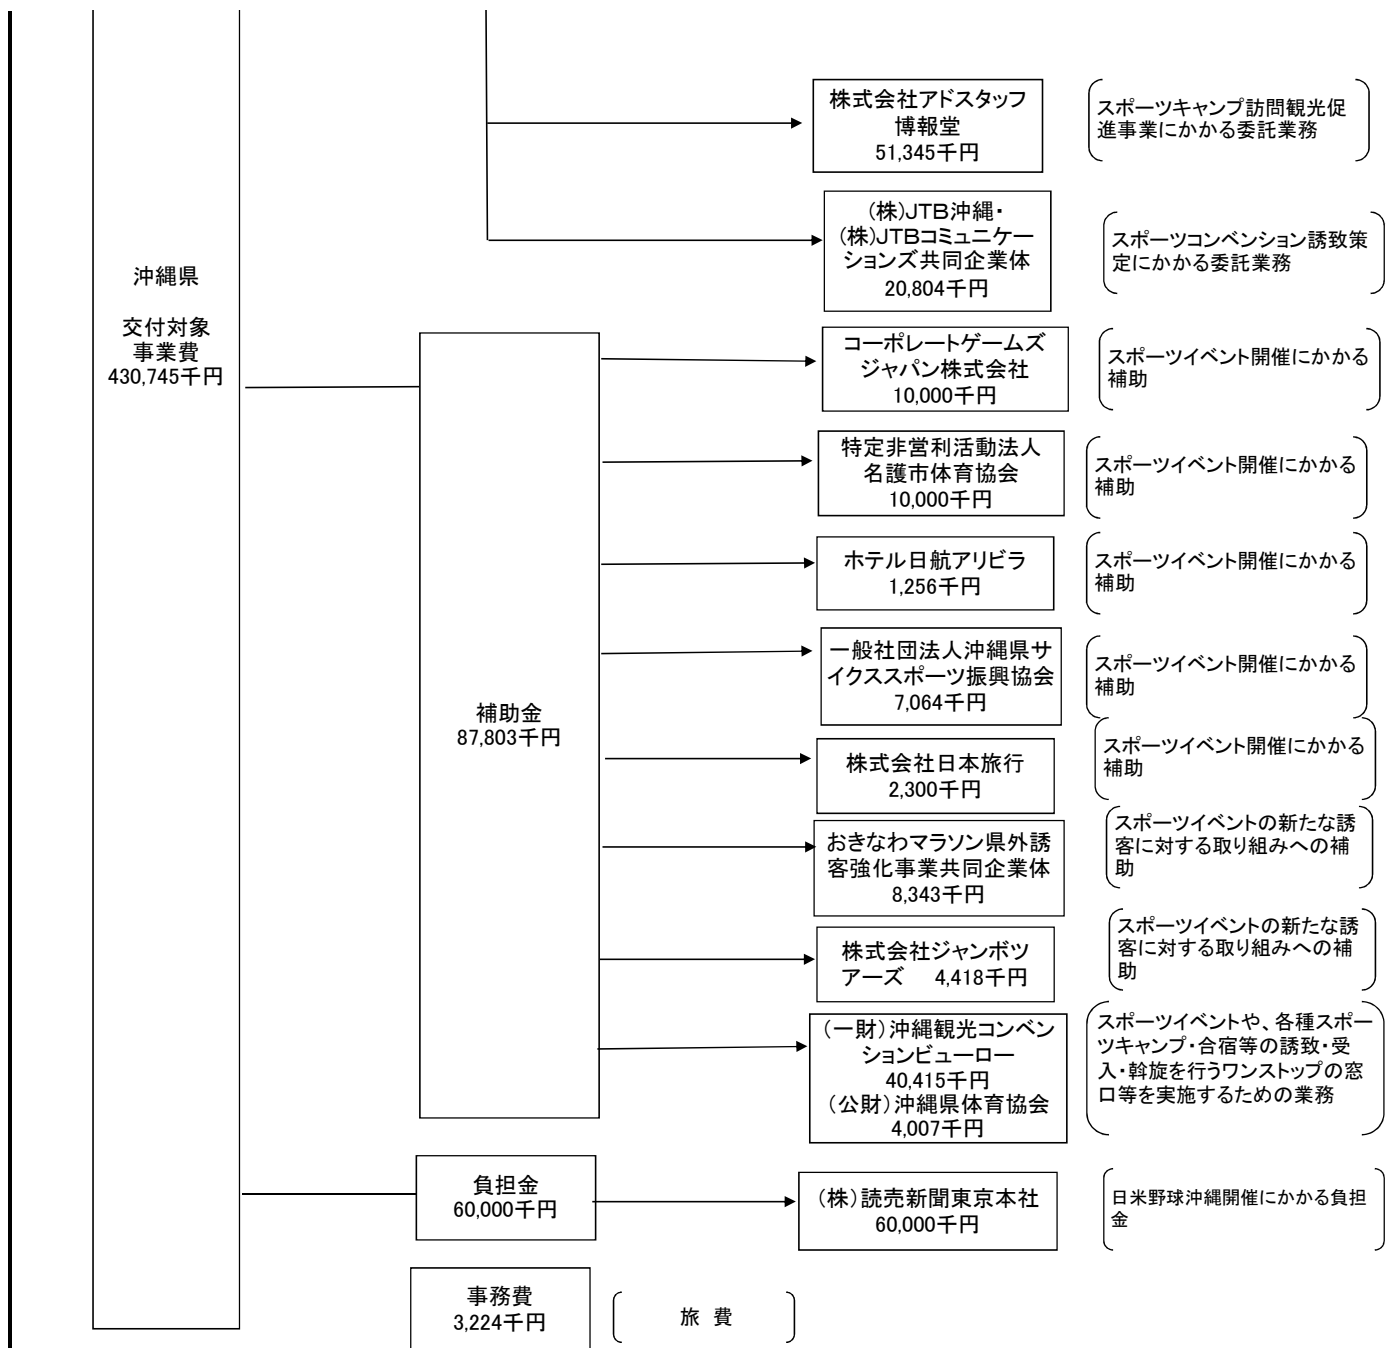 株式会社アドスタッフ
博報堂
51,345千円
スポーツキャンプ訪問観光促
進事業にかかる委託業務
(株)JTB沖縄・
(株)JTBコミュニケー
ションズ共同企業体
20,804千円
スポーツコンベンション誘致策
定にかかる委託業務
沖縄県
交付対象
事業費
430,745千円
補助金
87,803千円
コーポレートゲームズ
ジャパン株式会社
10,000千円
スポーツイベント開催にかかる
補助
特定非営利活動法人
名護市体育協会
10,000千円
スポーツイベント開催にかかる
補助
ホテル日航アリビラ
1,256千円
スポーツイベント開催にかかる
補助
一般社団法人沖縄県サ
イクススポーツ振興協会
7,064千円
スポーツイベント開催にかかる
補助
株式会社日本旅行
2,300千円
スポーツイベント開催にかかる
補助
おきなわマラソン県外誘
客強化事業共同企業体
8,343千円
スポーツイベントの新たな誘
客に対する取り組みへの補
助
株式会社ジャンボツ
アーズ 4,418千円
スポーツイベントの新たな誘
客に対する取り組みへの補
助
(一財)沖縄観光コンベン
ションビューロー
40,415千円
(公財)沖縄県体育協会
4,007千円
スポーツイベントや、各種スポー
ツキャンプ・合宿等の誘致・受
入・斡旋を行うワンストップの窓
口等を実施するための業務
負担金
60,000千円
(株)読売新聞東京本社
60,000千円
日米野球沖縄開催にかかる負担
金
事務費
3,224千円
旅 費